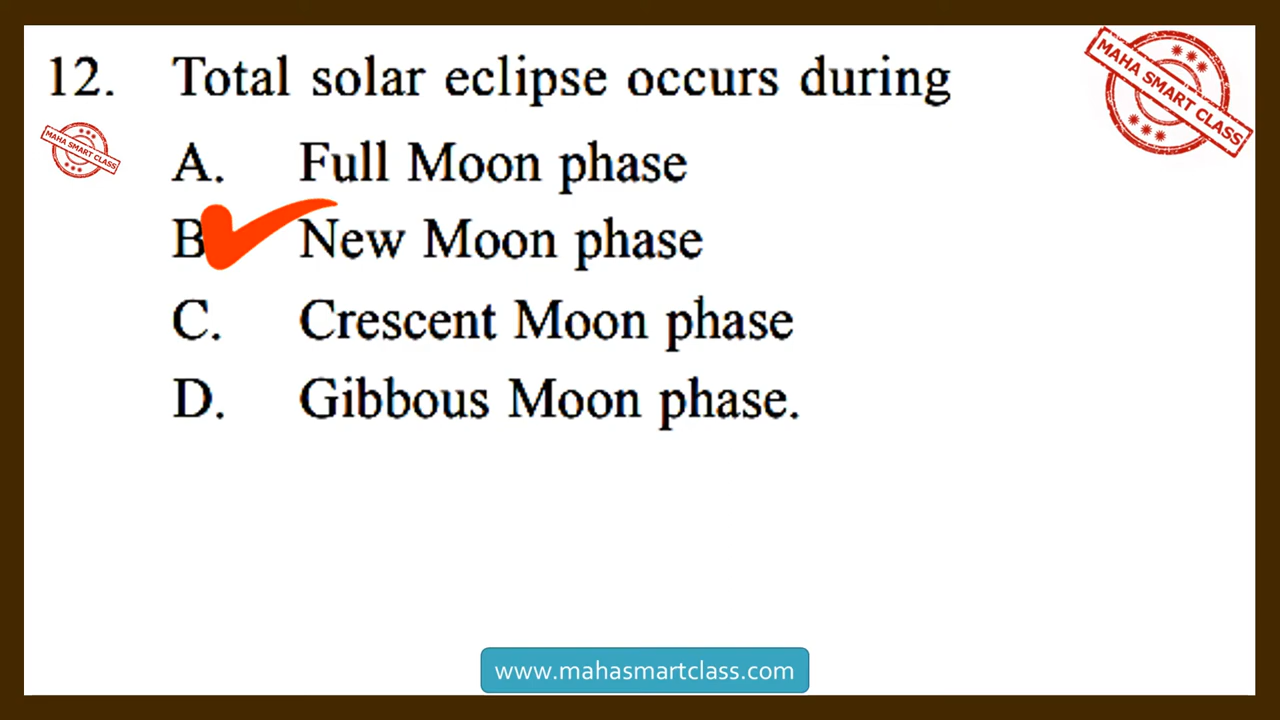 12. Total solar eclipse occurs during
MAHA SMART CLASS
MAHA SMART CLASS
A. Full Moon phase
B New Moon phase
C. Crescent Moon phase
D. Gibbous Moon phase.
www.mahasmartclass.com